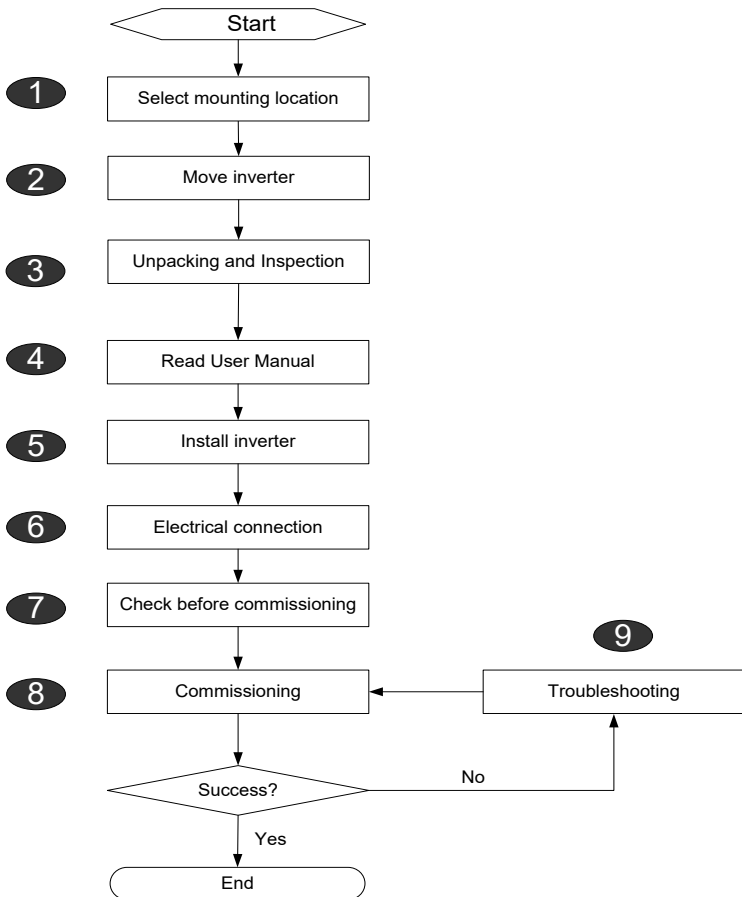 Start
1
Select mounting location
2
Move inverter
3
Unpacking and Inspection
4
Read User Manual
5
Install inverter
6
Electrical connection
7
Check before commissioning
9
8
Commissioning
Troubleshooting
Success?
No
Yes
End